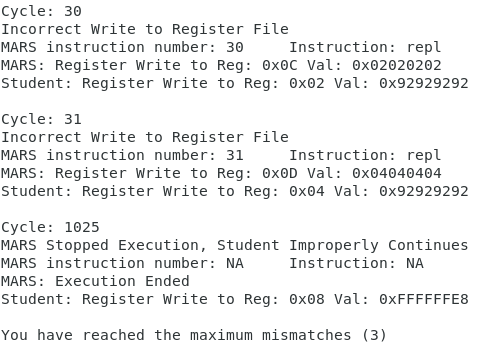 Cycle: 30
Incorrect Write to Register File
MARS instruction number: 30 Instruction: repl
MARS: Register Write to Reg: 0x0C Val: 0x02020202
Student: Register Write to Reg: 0x02 Val: 0x92929292
Cycle: 31
Incorrect Write to Register File
MARS instruction number: 31 Instruction: repl
MARS: Register Write to Reg: 0x0D Val: 0x04040404
Student: Register Write to Reg: 0x04 Val: 0x92929292
Cycle: 1025
MARS Stopped Execution, Student Improperly Continues
MARS instruction number: NA Instruction: NA
MARS: Execution Ended
Student: Register Write to Reg: 0x08 Val: 0xFFFFFFE8
You have reached the maximum mismatches (3)